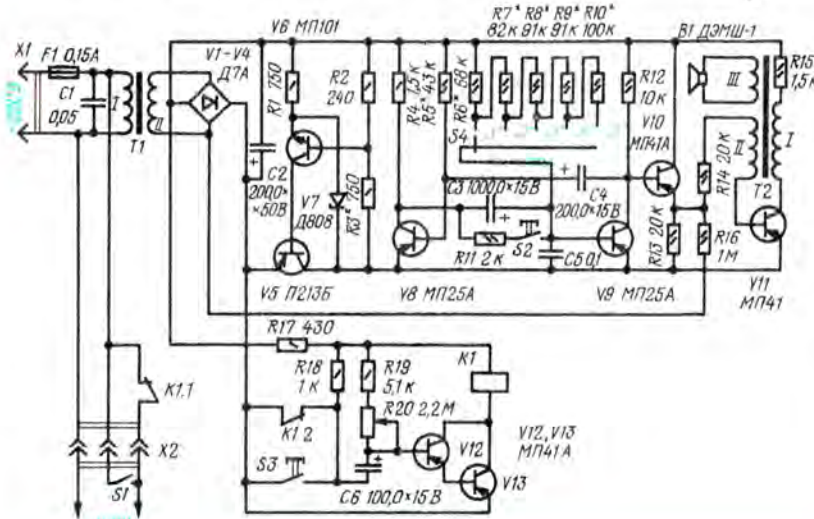 V6 МП101
R7* R8* R9* R10*
82к 91к 91к 100к
B1 ДЭМШ-1
X1
F1 0,15А
V1-V4
Д7А
C1
0,05
I
II
T1
R1 750
R2
240
R4 1,5к
R5* 4,3к
R6* 68к
R12
10к
V10
МП41А
III
R15
1,5к
I
II
R14 20к
T2
S4
C2
200,0×
×50В
V7
Д808
R3* 750
C3 1000,0×15В
C4
200,0×15В
R11 2к
S2
C5 0,1
R13 20к
R16
1М
V5 П213Б
V8 МП25А
V9 МП25А
V11
МП41
R17 430
R18
1к
R19
5,1к
K1
K1.1
R20 2,2М
K1.2
V12
V12,V13
МП41А
X2
S3
V13
S1
C6 100,0×15В